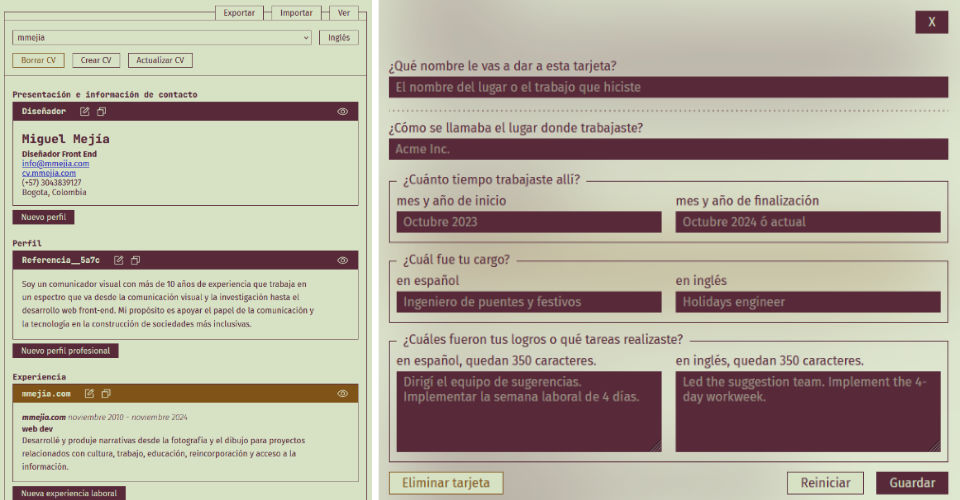 Exportar
Importar
Ver
mmejia
Inglés
Borrar CV
Crear CV
Actualizar CV
Presentación e información de contacto
Diseñador
Miguel Mejía
Diseñador Front End
info@mmejia.com
cv.mmejia.com
(+57) 3043839127
Bogota, Colombia
Nuevo perfil
Perfil
Referencia__5a7c
Soy un comunicador visual con más de 10 años de experiencia que trabaja en
un espectro que va desde la comunicación visual y la investigación hasta el
desarrollo web front-end. Mi propósito es apoyar el papel de la comunicación y
la tecnología en la construcción de sociedades más inclusivas.
Nuevo perfil profesional
Experiencia
mmejia.com
mmejia.com noviembre 2010 - noviembre 2024
web dev
Desarrollé y produje narrativas desde la fotografía y el dibujo para proyectos
relacionados con cultura, trabajo, educación, reincorporación y acceso a la
información.
Nueva experiencia laboral
X
¿Qué nombre le vas a dar a esta tarjeta?
El nombre del lugar o el trabajo que hiciste
¿Cómo se llamaba el lugar donde trabajaste?
Acme Inc.
¿Cuánto tiempo trabajaste allí?
mes y año de inicio
mes y año de finalización
Octubre 2023
Octubre 2024 ó actual
¿Cuál fue tu cargo?
en español
en inglés
Ingeniero de puentes y festivos
Holidays engineer
¿Cuáles fueron tus logros o qué tareas realizaste?
en español, quedan 350 caracteres.
en inglés, quedan 350 caracteres.
Dirigí el equipo de sugerencias.
Implementar la semana laboral de 4 días.
Led the suggestion team. Implement the 4-
day workweek.
Eliminar tarjeta
Reiniciar
Guardar